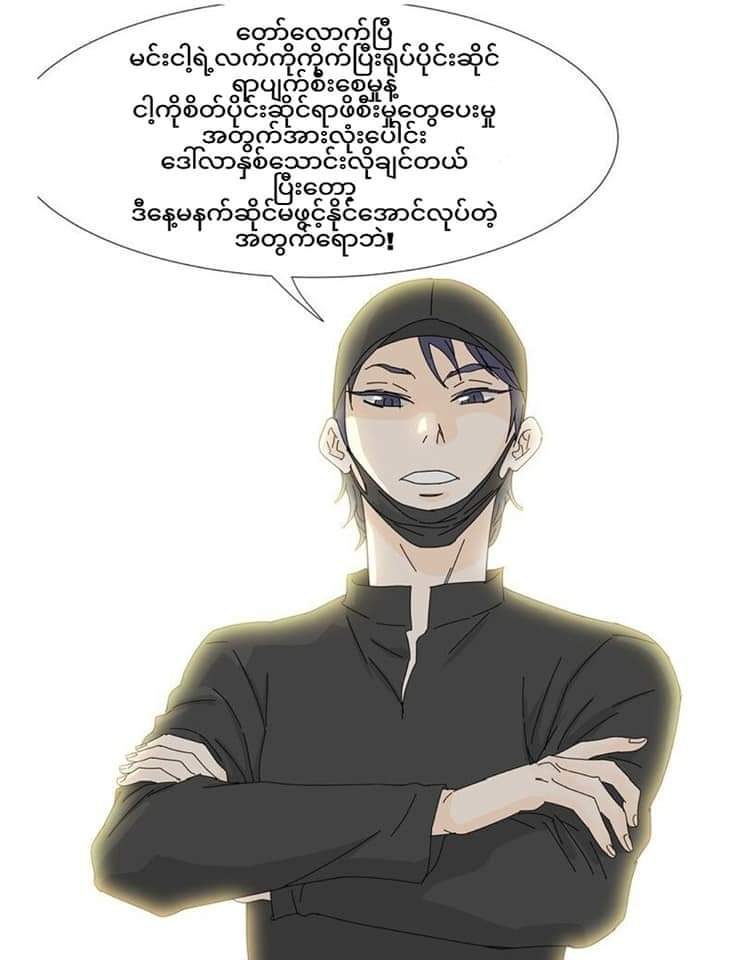 တော်လောက်ပြီ
မင်းငါ့ရဲ့လက်ကိုကိုက်ပြီးရုပ်ပိုင်းဆိုင်
ရာပျက်စီးစေမှုနဲ့
ငါ့ကိုစိတ်ပိုင်းဆိုင်ရာဖိစီးမှုတွေပေးမှု
အတွက်အားလုံးပေါင်း
ဒေါ်လာနှစ်သောင်းလိုချင်တယ်
ပြီးတော့
ဒီနေ့မနက်ဆိုင်မဖွင့်နိုင်အောင်လုပ်တဲ့
အတွက်ရောဘဲ!